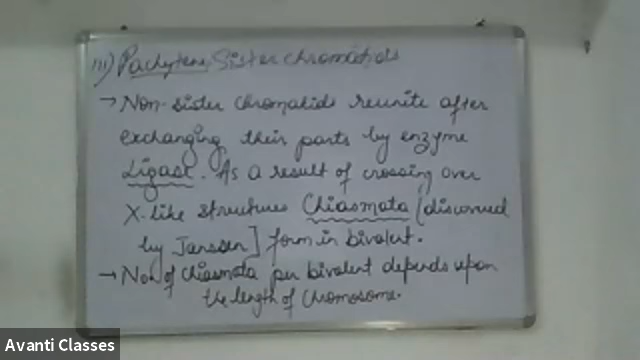 iii) Pachytene Sister chromatids
→ Non-sister chromatids reunite after
exchanging their parts by enzyme
Ligase. As a result of crossing over
X-like structures Chiasmata [discovered
by Janssen] form in bivalent.
→ No. of chiasmata per bivalent depends upon
the length of chromosome.
Avanti Classes